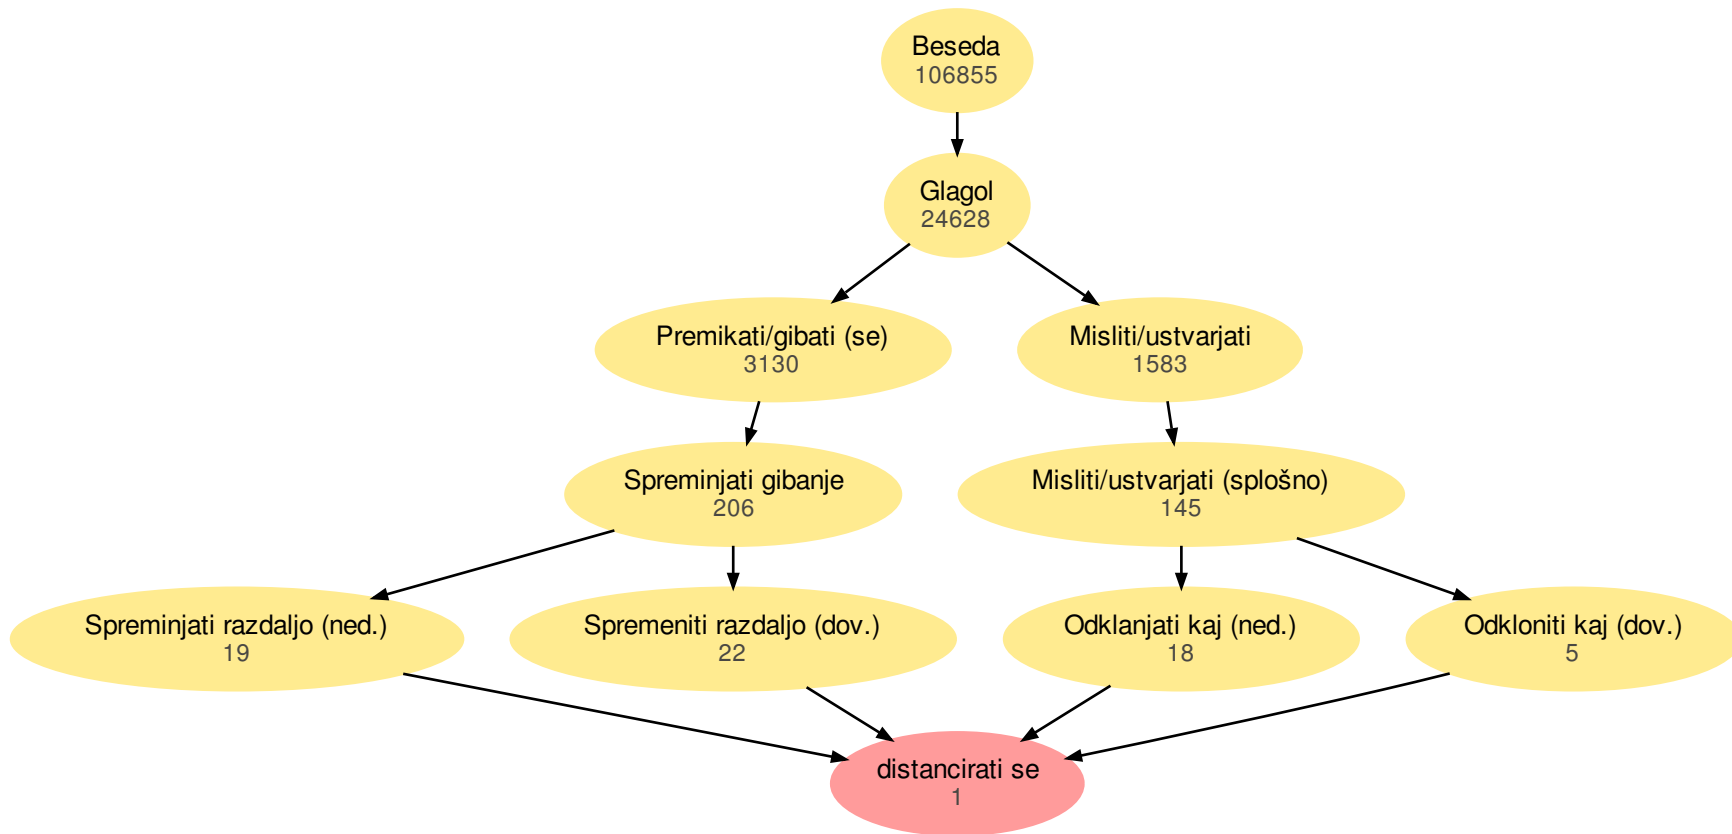 Beseda
106855
Glagol
24628
Premikati/gibati (se)
3130
Misliti/ustvarjati
1583
Spreminjati gibanje
206
Misliti/ustvarjati (splošno)
145
Spreminjati razdaljo (ned.)
19
Spremeniti razdaljo (dov.)
22
Odklanjati kaj (ned.)
18
Odkloniti kaj (dov.)
5
distancirati se
1